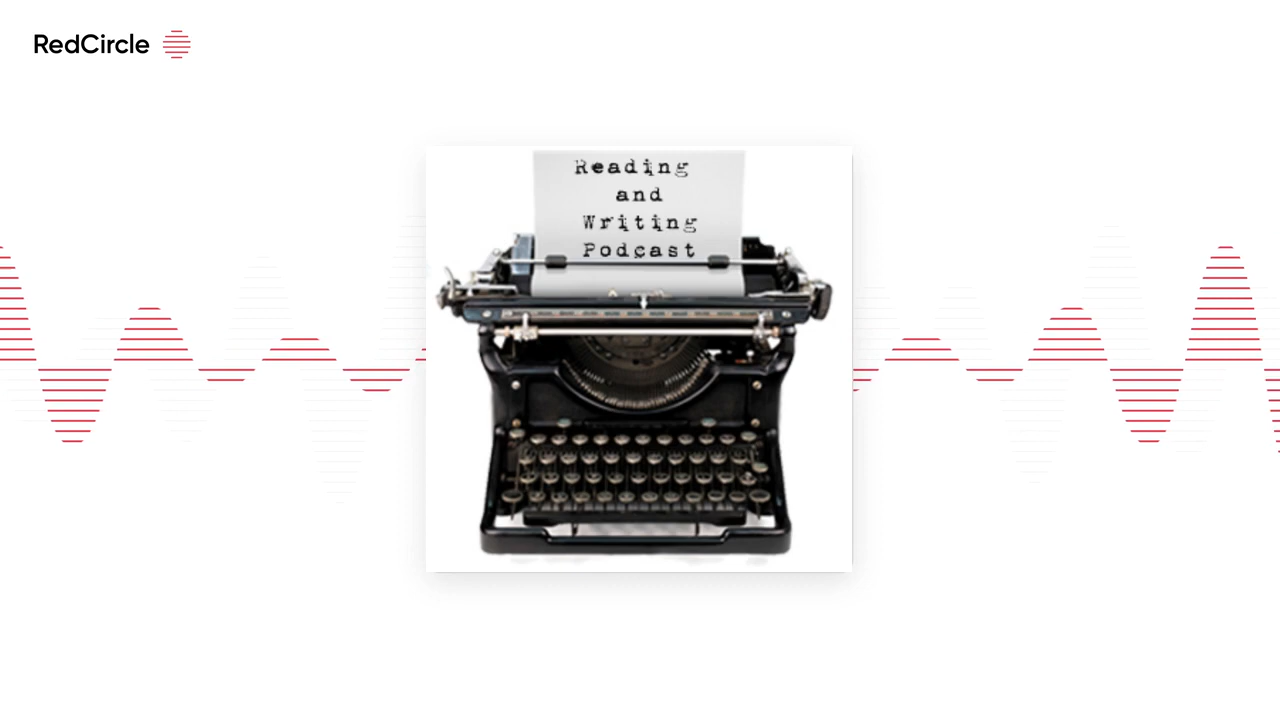 RedCircle
Reading
and
Writing
Podcast